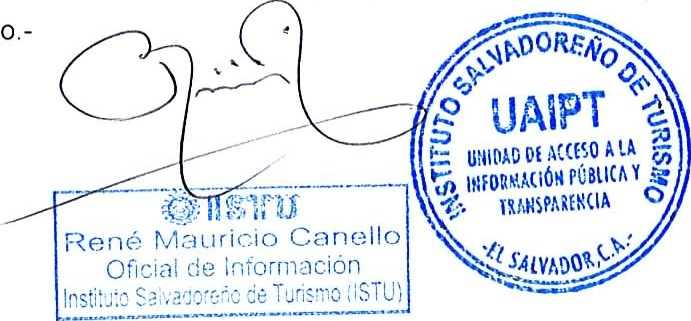 o.-
ISTU
René Mauricio Canello
Oficial de Información
Instituto Salvadoreño de Turismo (ISTU)
INSTITUTO SALVADOREÑO DE TURISMO
UAIPT
UNIDAD DE ACCESO A LA
INFORMACIÓN PÚBLICA Y
TRANSPARENCIA
-EL SALVADOR, C.A.-